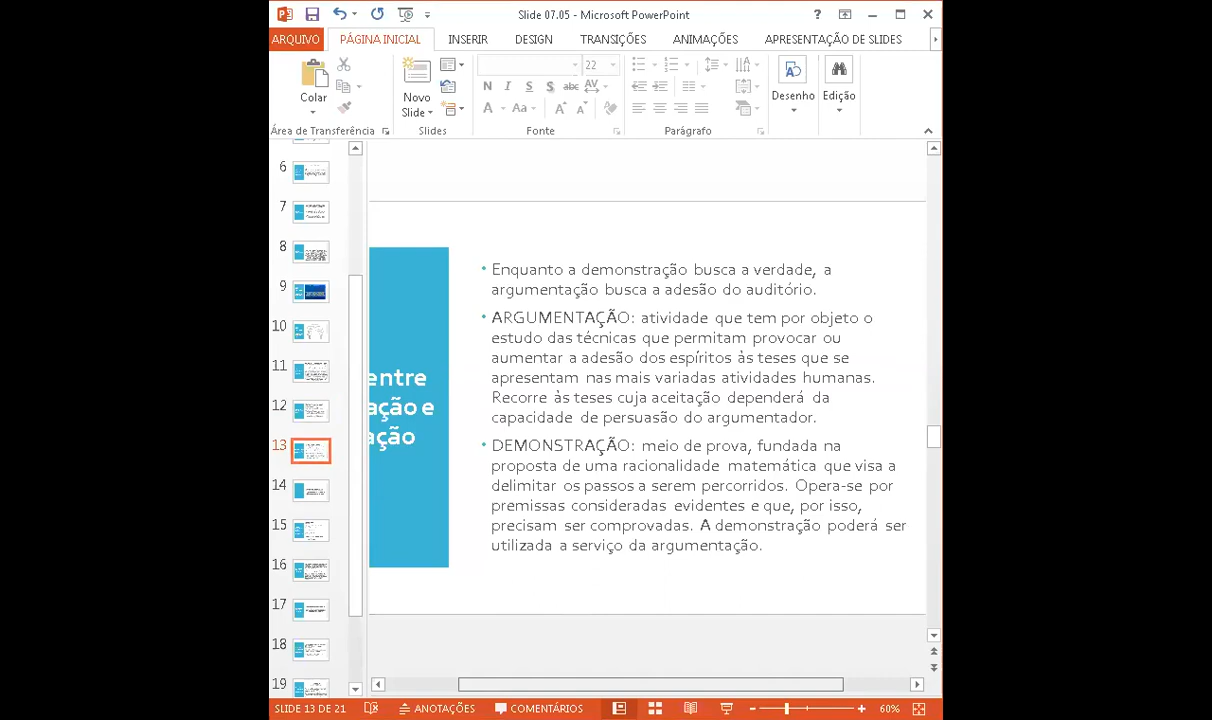 Slide 07.05 - Microsoft PowerPoint
ARQUIVO PÁGINA INICIAL INSERIR DESIGN TRANSIÇÕES ANIMAÇÕES APRESENTAÇÃO DE SLIDES
22
N I S S abc AV
A Aa A A
Colar
Novo
Slide
Desenho
Edição
Área de Transferência Slides Fonte Parágrafo
6
7
8
9
10
11
12
13
14
15
16
17
18
19
entre
ação e
ação
• Enquanto a demonstração busca a verdade, a
argumentação busca a adesão do auditório.
• ARGUMENTAÇÃO: atividade que tem por objeto o
estudo das técnicas que permitam provocar ou
aumentar a adesão dos espíritos às teses que se
apresentam nas mais variadas atividades humanas.
Recorre às teses cuja aceitação dependerá da
capacidade de persuasão do argumentador.
• DEMONSTRAÇÃO: meio de prova, fundada na
proposta de uma racionalidade matemática que visa a
delimitar os passos a serem percorridos. Opera-se por
premissas consideradas evidentes e que, por isso,
precisam ser comprovadas. A demonstração poderá ser
utilizada a serviço da argumentação.
SLIDE 13 DE 21 ANOTAÇÕES COMENTÁRIOS 60%